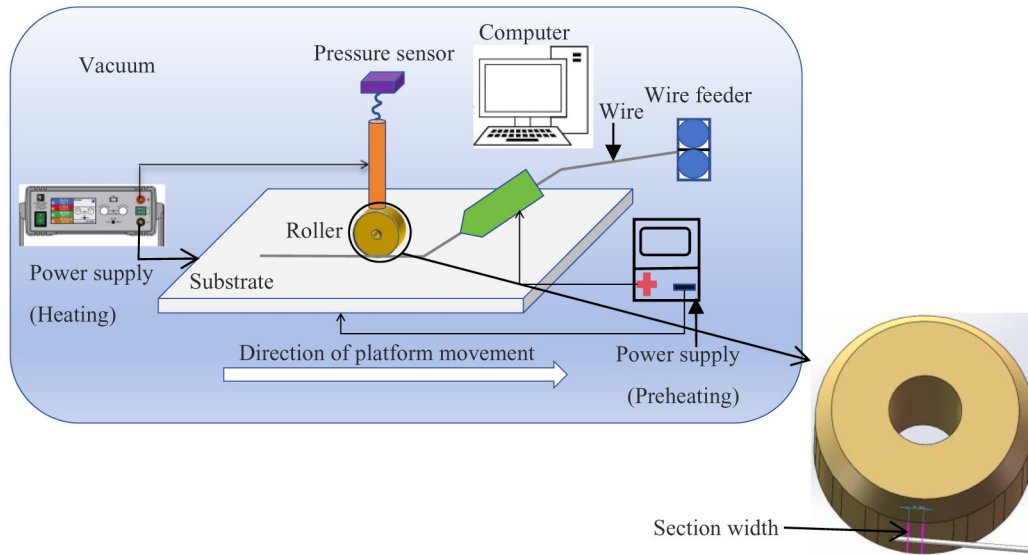 Computer
Vacuum
Pressure sensor
Wire feeder
Wire
Roller
Power supply
(Heating)
Substrate
Direction of platform movement
Power supply
(Preheating)
Section width